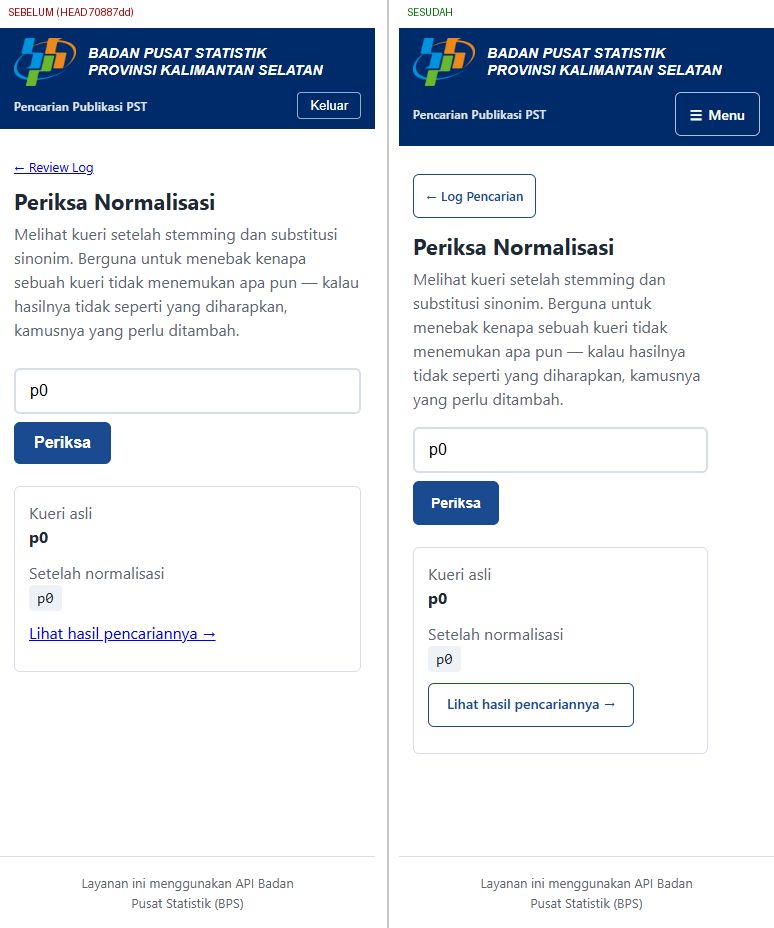 SEBELUM (HEAD 70887dd)
BADAN PUSAT STATISTIK
PROVINSI KALIMANTAN SELATAN
Pencarian Publikasi PST
Keluar
← Review Log
Periksa Normalisasi
Melihat kueri setelah stemming dan substitusi
sinonim. Berguna untuk menebak kenapa
sebuah kueri tidak menemukan apa pun — kalau
hasilnya tidak seperti yang diharapkan,
kamusnya yang perlu ditambah.
p0
Periksa
Kueri asli
p0
Setelah normalisasi
p0
Lihat hasil pencariannya →
Layanan ini menggunakan API Badan
Pusat Statistik (BPS)
SESUDAH
BADAN PUSAT STATISTIK
PROVINSI KALIMANTAN SELATAN
Pencarian Publikasi PST
☰ Menu
← Log Pencarian
Periksa Normalisasi
Melihat kueri setelah stemming dan
substitusi sinonim. Berguna untuk
menebak kenapa sebuah kueri tidak
menemukan apa pun — kalau hasilnya
tidak seperti yang diharapkan, kamusnya
yang perlu ditambah.
p0
Periksa
Kueri asli
p0
Setelah normalisasi
p0
Lihat hasil pencariannya →
Layanan ini menggunakan API Badan
Pusat Statistik (BPS)